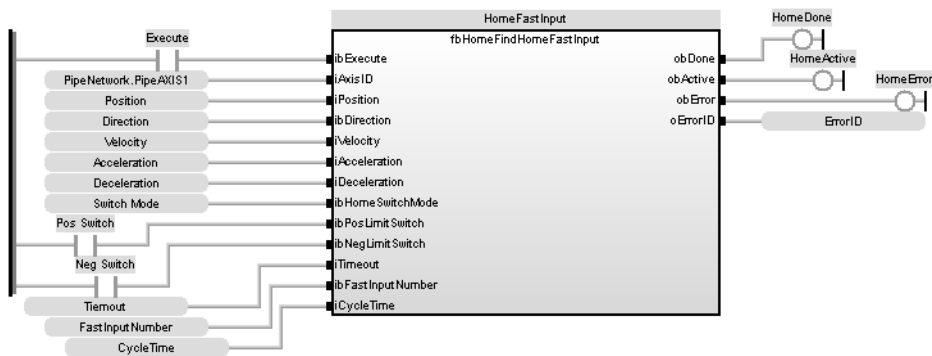 HomeFastInput
HomeDone
Execute
fbHomeFindHomeFastInput
ibExecute
obDone
HomeActive
PipeNetwork.PipeAXIS1
iAxisID
obActive
HomeError
Position
iPosition
obError
Direction
ibDirection
oErrorID
ErrorID
Velocity
iVelocity
Acceleration
iAcceleration
Deceleration
iDeceleration
Switch Mode
ibHomeSwitchMode
Pos Switch
ibPosLimitSwitch
ibNegLimitSwitch
Neg Switch
iTimeout
ibFastInputNumber
Tiemout
iCycleTime
FastInputNumber
CycleTime